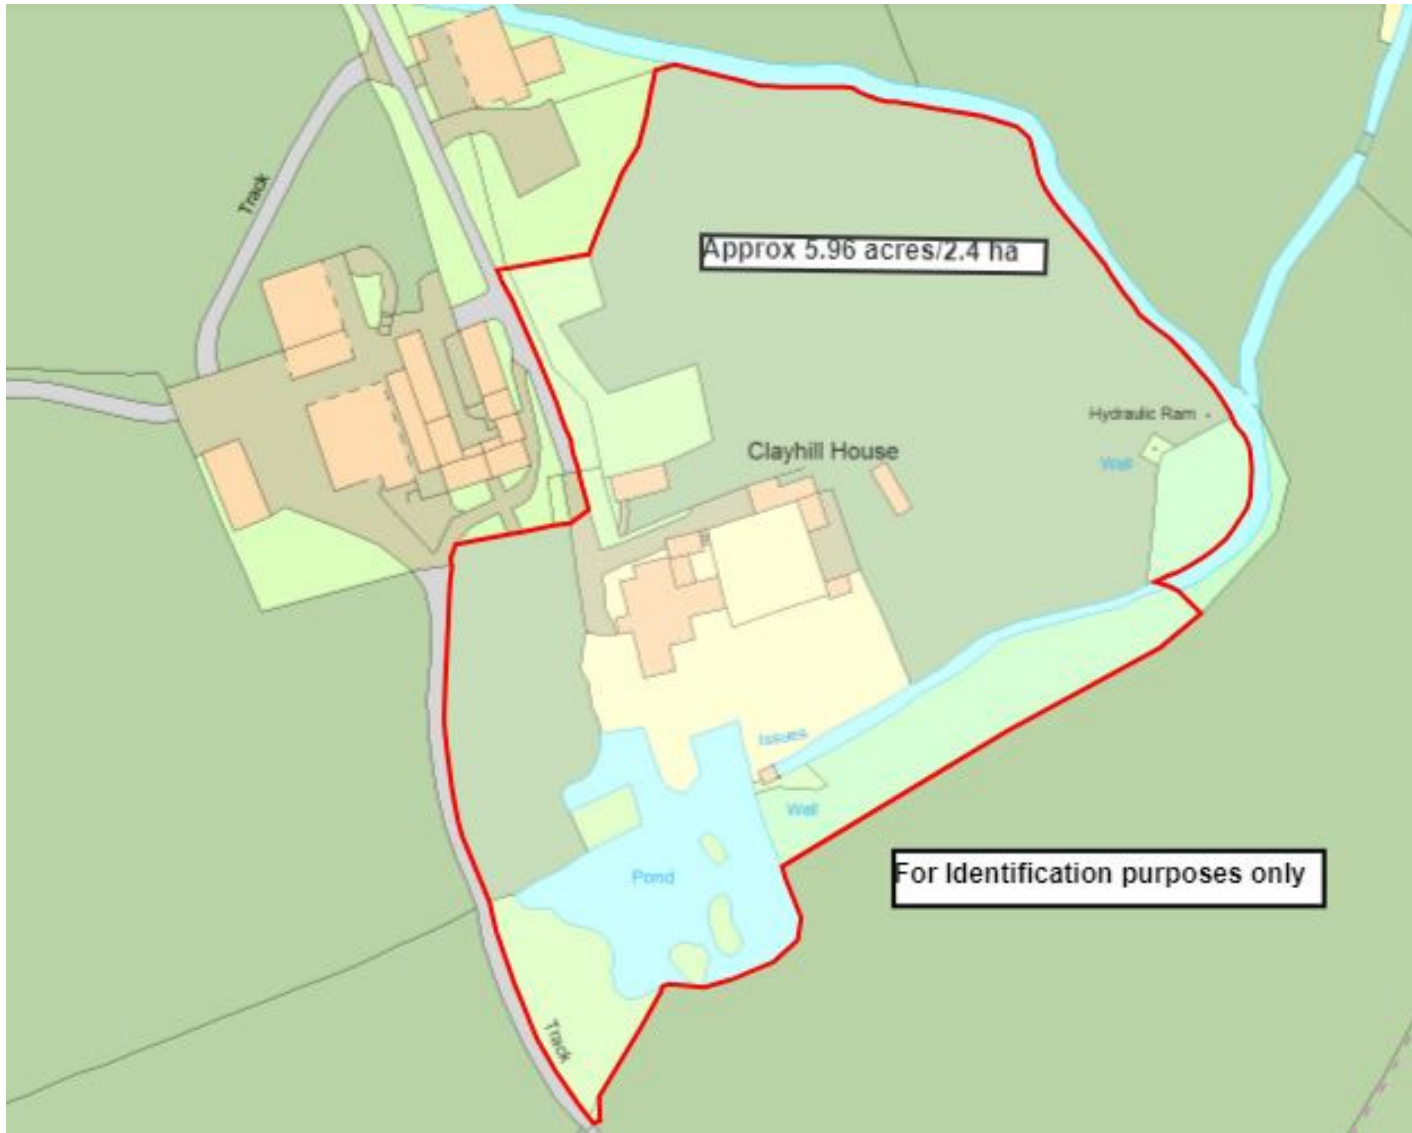 Track
Approx 5.96 acres/2.4 ha
Hydraulic Ram
Clayhill House
Well
Issues
Well
For Identification purposes only
Pond
Track